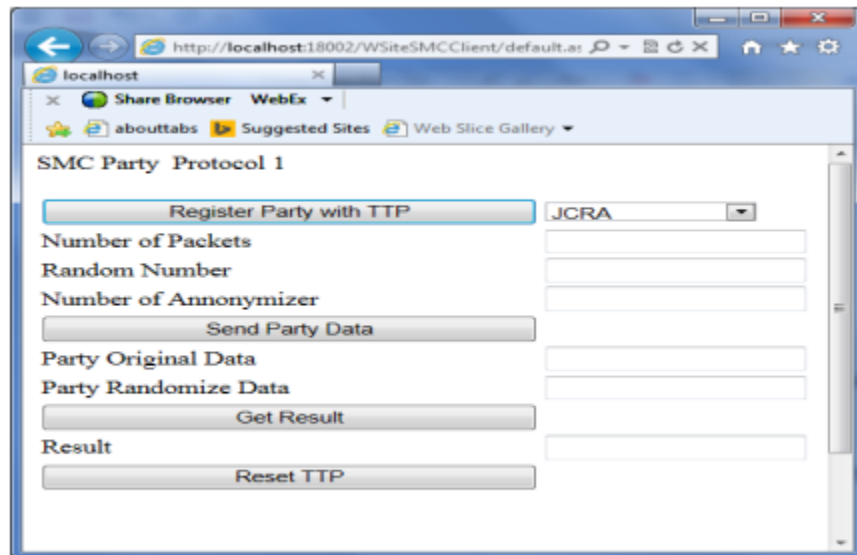 http://localhost:18002/WSiteSMCClient/default.as
localhost
Share Browser WebEx
abouttabs Suggested Sites Web Slice Gallery
SMC Party Protocol 1
Register Party with TTP JCRA
Number of Packets
Random Number
Number of Annonymizer
Send Party Data
Party Original Data
Party Randomize Data
Get Result
Result
Reset TTP